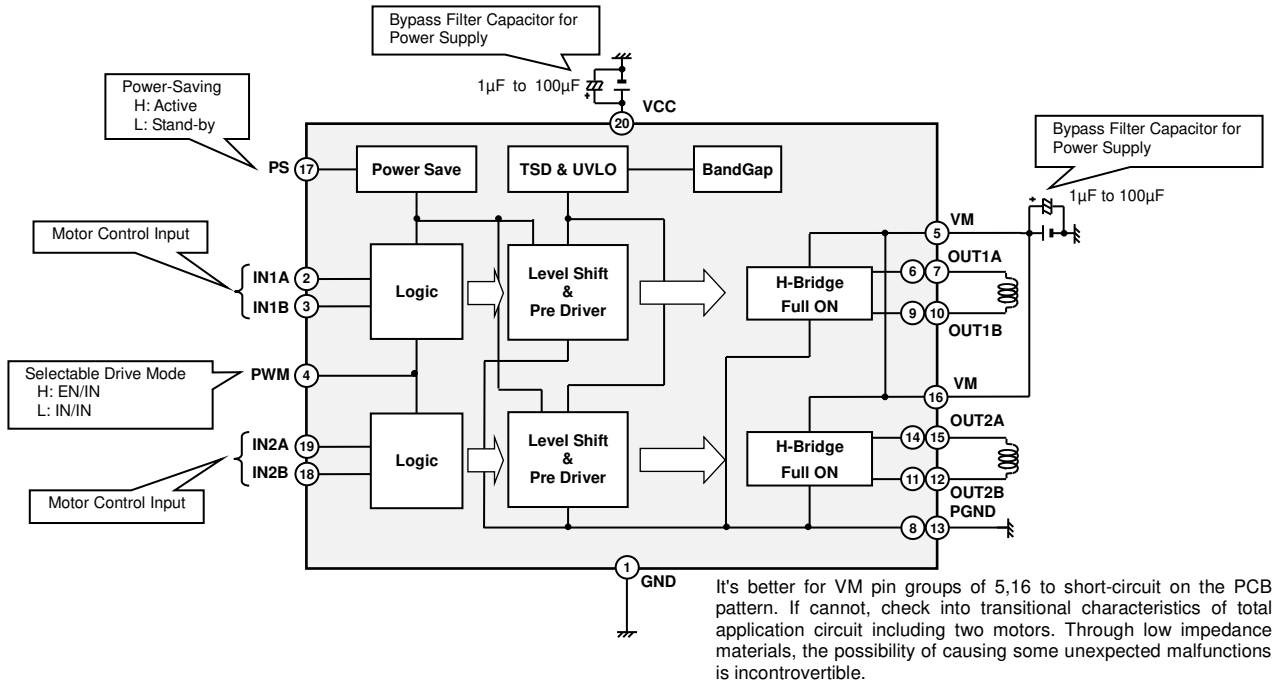 Bypass Filter Capacitor for
Power Supply
1µF to 100µF
+
VCC
20
Power-Saving
H: Active
L: Stand-by
PS 17
Power Save
TSD & UVLO
BandGap
Bypass Filter Capacitor for
Power Supply
+
1µF to 100µF
VM
5
Motor Control Input
IN1A 2
IN1B 3
Logic
Level Shift
&
Pre Driver
H-Bridge
Full ON
OUT1A
6 7
9 10
OUT1B
Selectable Drive Mode
H: EN/IN
L: IN/IN
PWM 4
VM
16
IN2A 19
IN2B 18
Motor Control Input
Logic
Level Shift
&
Pre Driver
H-Bridge
Full ON
OUT2A
14 15
11 12
OUT2B
PGND
8 13
1
GND
It's better for VM pin groups of 5,16 to short-circuit on the PCB
pattern. If cannot, check into transitional characteristics of total
application circuit including two motors. Through low impedance
materials, the possibility of causing some unexpected malfunctions
is incontrovertible.